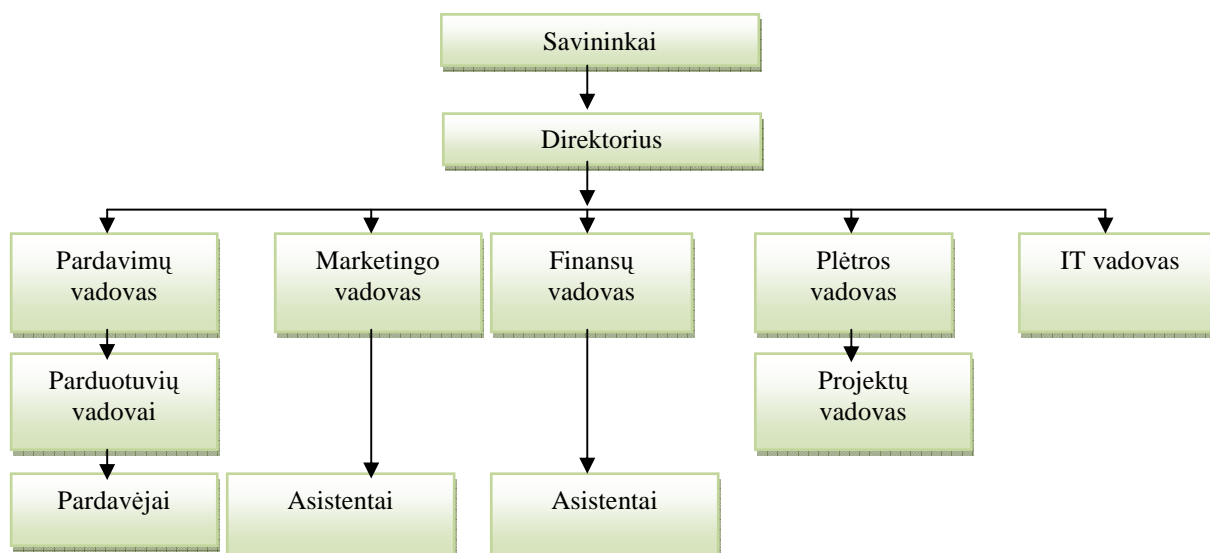 Savininkai
Direktorius
Pardavimų
vadovas
Marketingo
vadovas
Finansų
vadovas
Plėtros
vadovas
IT vadovas
Parduotuvių
vadovai
Projektų
vadovas
Pardavėjai
Asistentai
Asistentai